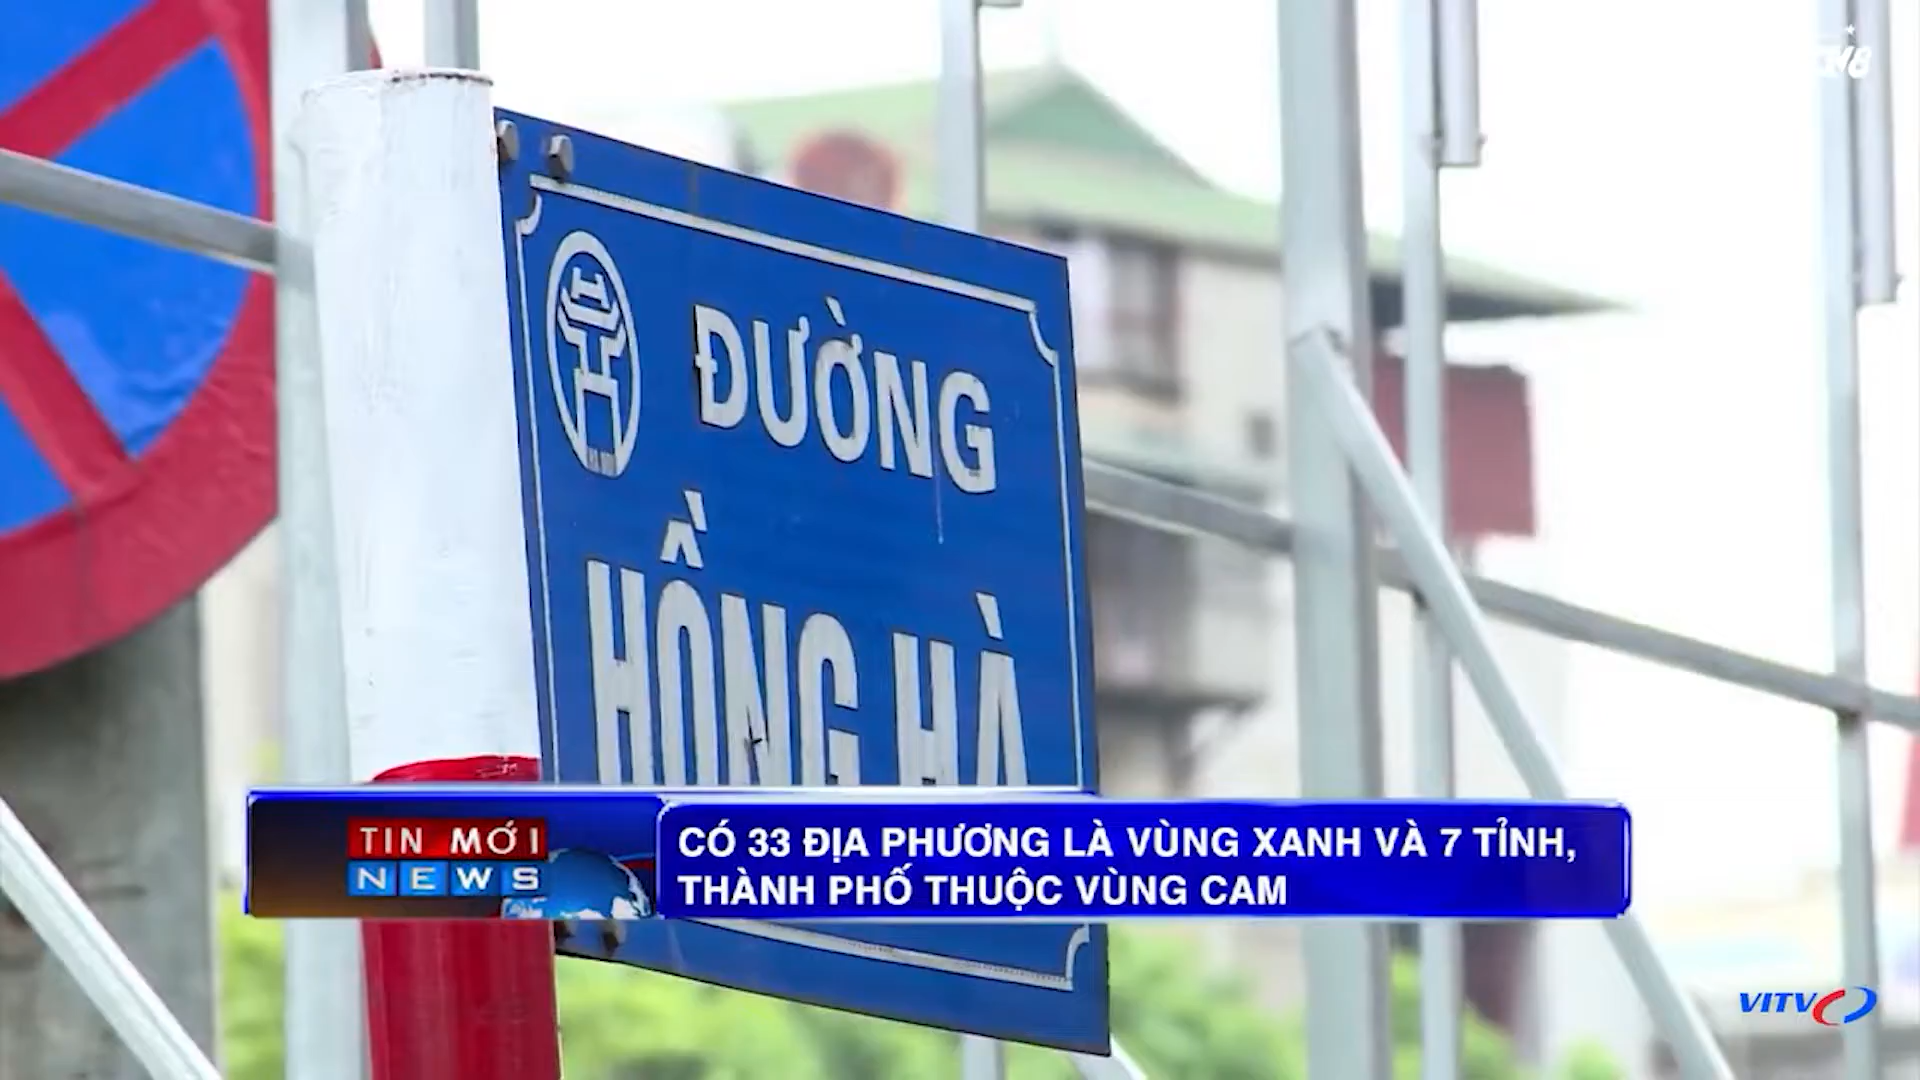 ĐƯỜNG
HỒNG HÀ
TIN MỚI
NEWS
CÓ 33 ĐỊA PHƯƠNG LÀ VÙNG XANH VÀ 7 TỈNH,
THÀNH PHỐ THUỘC VÙNG CAM
VITV